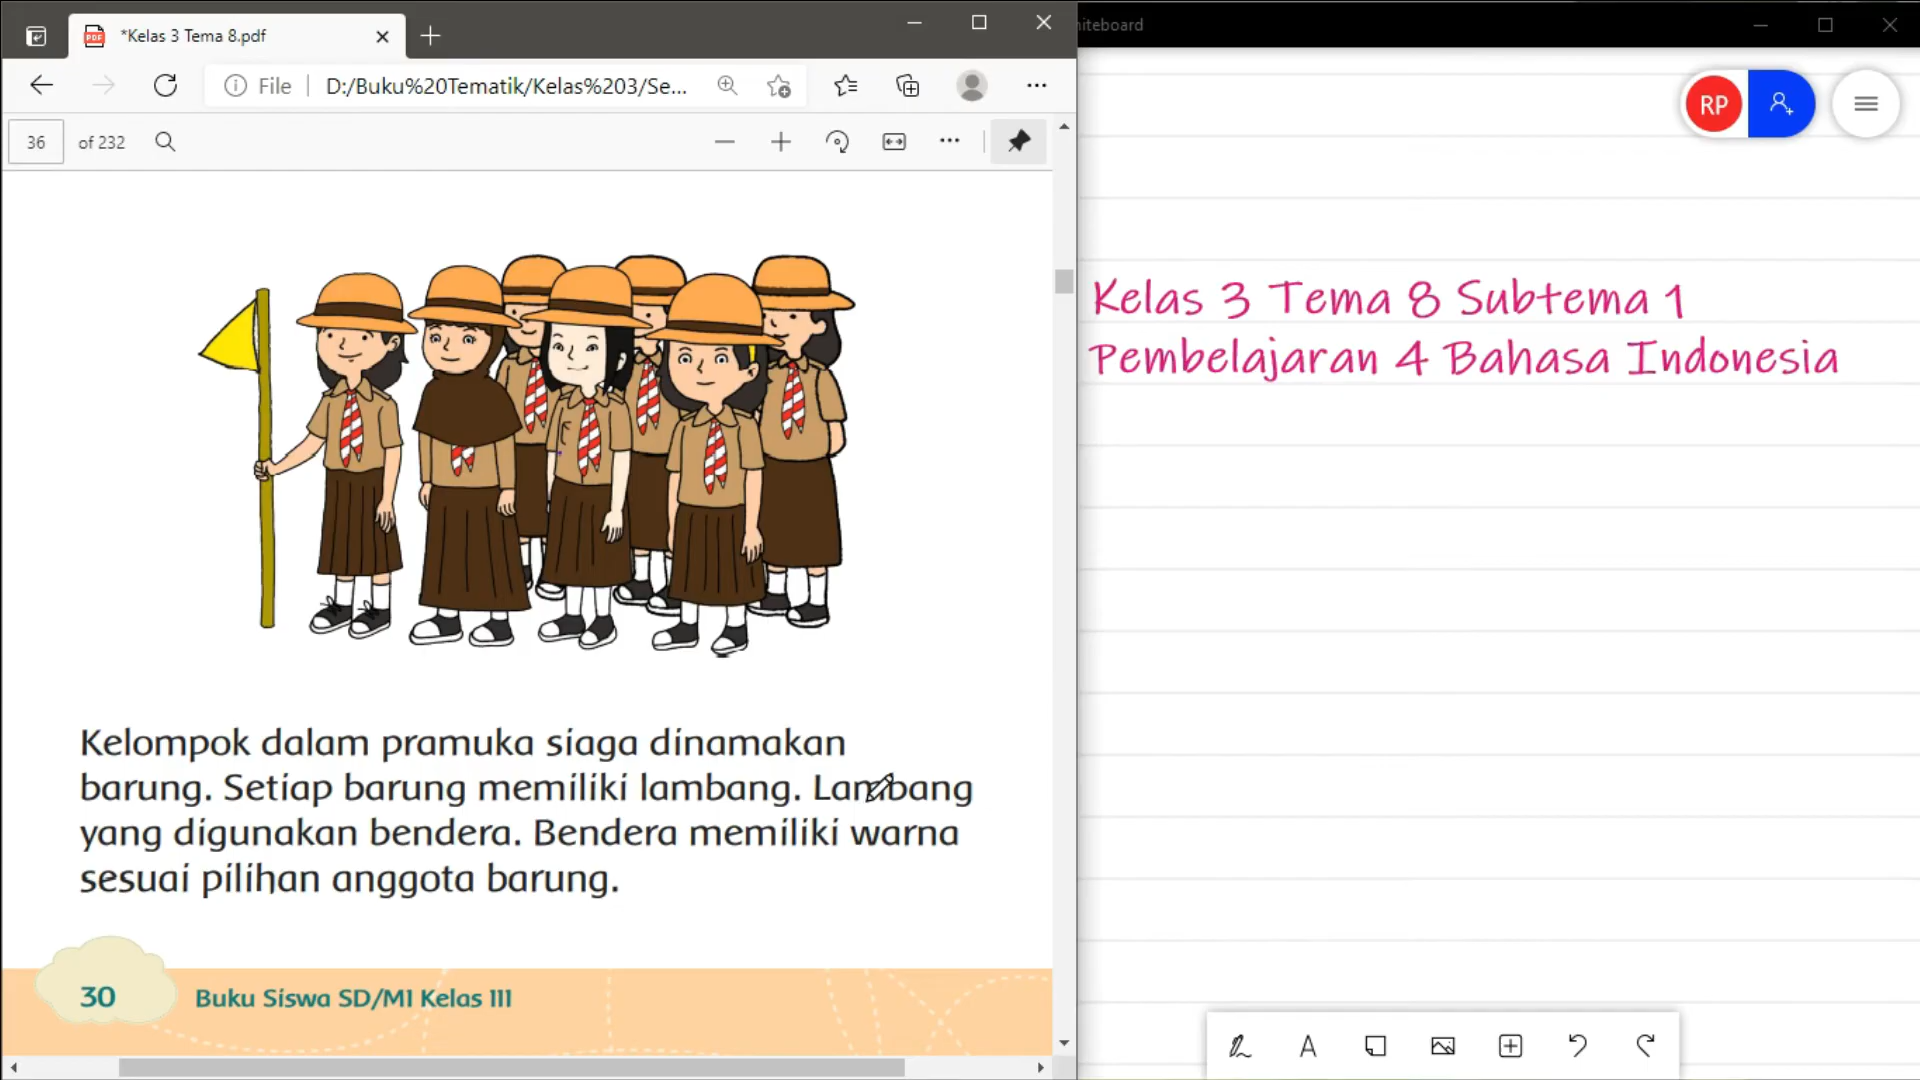 *Kelas 3 Tema 8.pdf
File
D:/Buku%20Tematik/Kelas%203/Se...
36 of 232
Kelompok dalam pramuka siaga dinamakan
barung. Setiap barung memiliki lambang. Lambang
yang digunakan bendera. Bendera memiliki warna
sesuai pilihan anggota barung.
30 Buku Siswa SD/MI Kelas III
iteboard
RP
Kelas 3 Tema 8 Subtema 1
Pembelajaran 4 Bahasa Indonesia